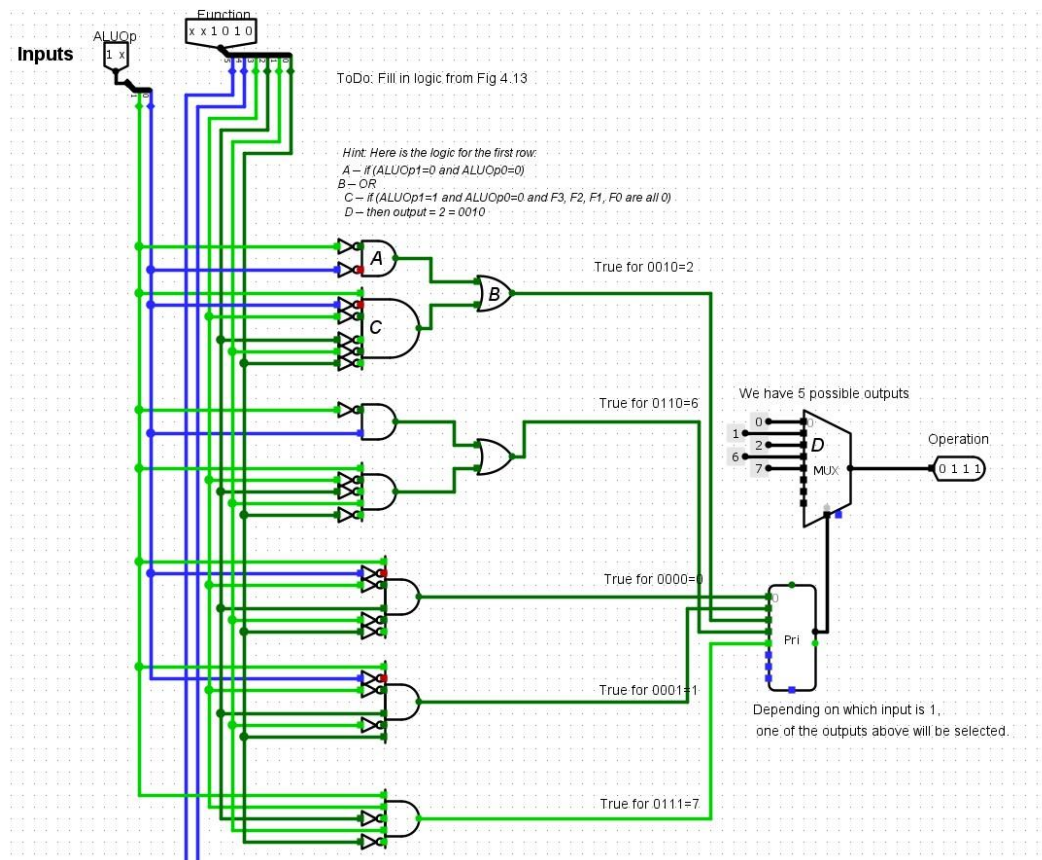 Function
x x 1 0 1 0
ALUOp
1 x
Inputs
ToDo: Fill in logic from Fig 4.13
Hint: Here is the logic for the first row:
A – if (ALUOp1=0 and ALUOp0=0)
B – OR
C – if (ALUOp1=1 and ALUOp0=0 and F3, F2, F1, F0 are all 0)
D – then output = 2 = 0010
A
B
C
True for 0010=2
True for 0110=6
We have 5 possible outputs
0
1
2
6
7
0
D
MUX
Operation
0 1 1 1
True for 0000=0
0
Pri
True for 0001=1
Depending on which input is 1,
one of the outputs above will be selected.
True for 0111=7